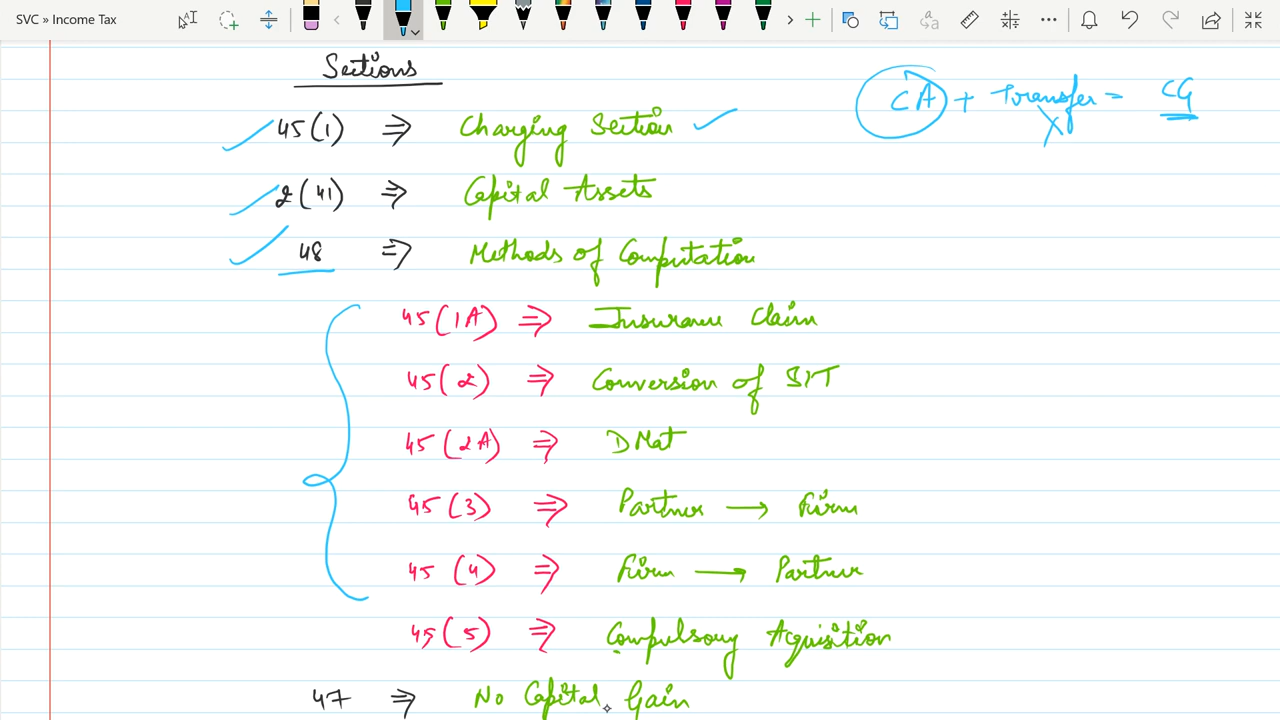 SVC » Income Tax
Sections
CA + Transfer = CG
45(1) ⇒ Charging Section
2(41) ⇒ Capital Assets
48 ⇒ Methods of Computation
45(1A) ⇒ Insurance Claim
45(2) ⇒ Conversion of SIT
45(2A) ⇒ DMat
45(3) ⇒ Partner → Firm
45(4) ⇒ Firm → Partner
45(5) ⇒ Compulsory Acquisition
47 ⇒ No Capital Gain